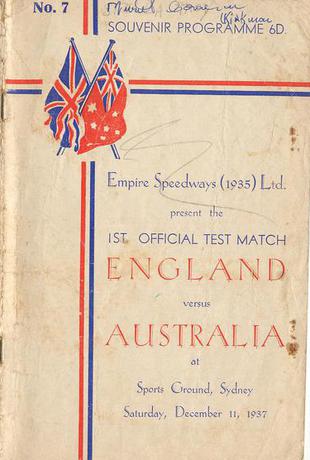 No. 7
SOUVENIR PROGRAMME 6D.
Empire Speedways (1935) Ltd.
present the
1ST. OFFICIAL TEST MATCH
ENGLAND
versus
AUSTRALIA
at
Sports Ground, Sydney
Saturday, December 11, 1937